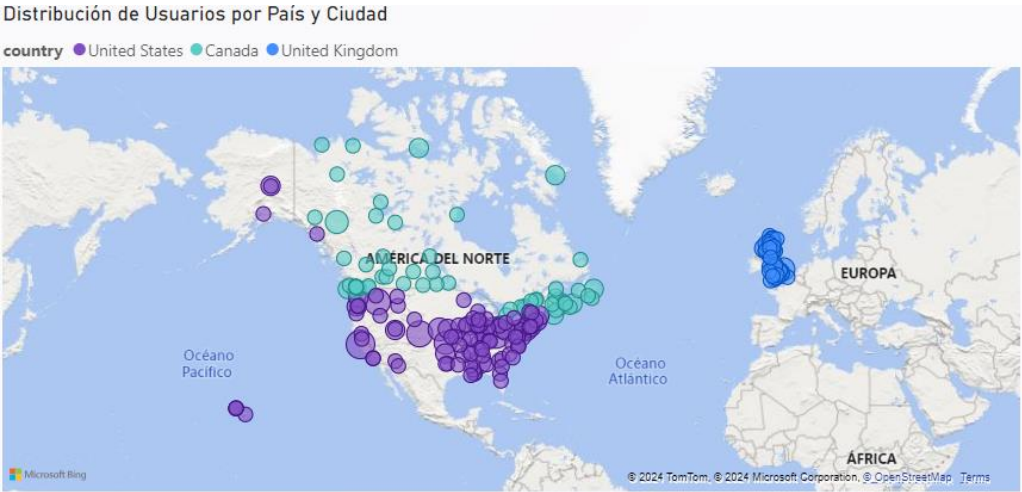 Distribución de Usuarios por País y Ciudad
country United States Canada United Kingdom
AMÉRICA DEL NORTE
EUROPA
Océano
Pacífico
Océano
Atlántico
ÁFRICA
Microsoft Bing
© 2024 TomTom, © 2024 Microsoft Corporation, © OpenStreetMap Terms